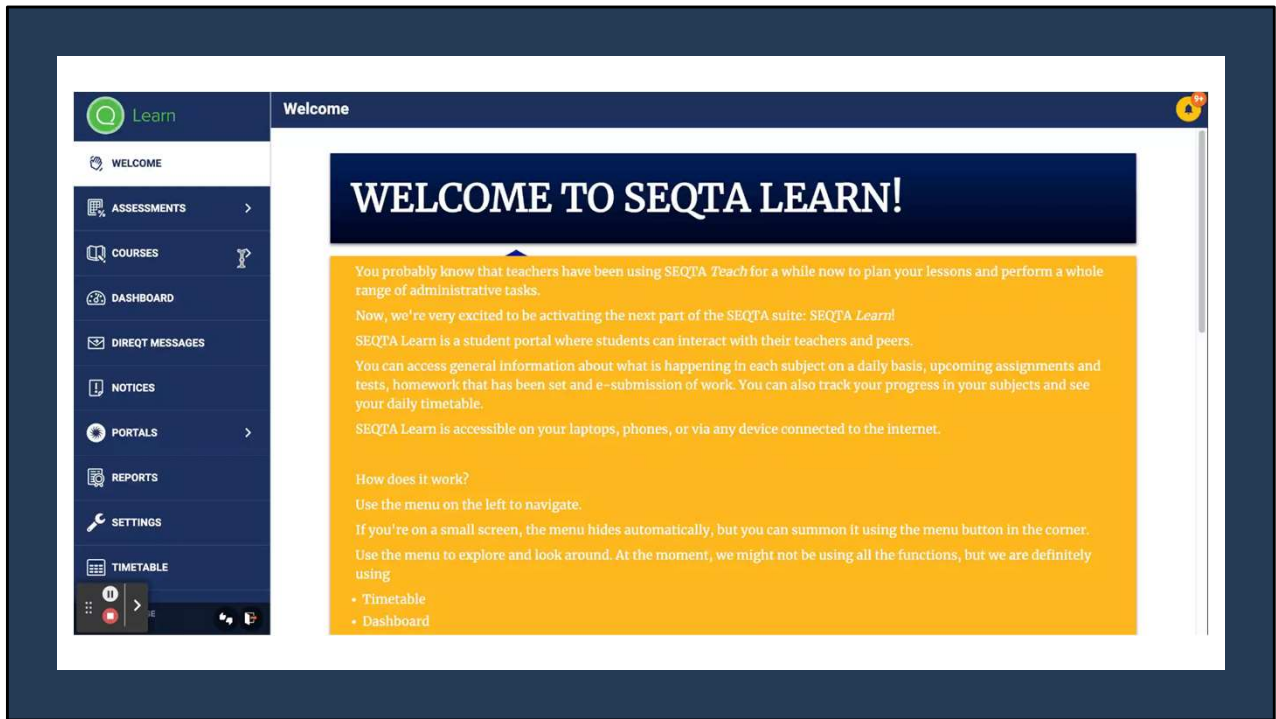 Learn
Welcome
9+
WELCOME
ASSESSMENTS
COURSES
DASHBOARD
DIREQT MESSAGES
NOTICES
PORTALS
REPORTS
SETTINGS
TIMETABLE
WELCOME TO SEQTA LEARN!
You probably know that teachers have been using SEQTA Teach for a while now to plan your lessons and perform a whole
range of administrative tasks.
Now, we're very excited to be activating the next part of the SEQTA suite: SEQTA Learn!
SEQTA Learn is a student portal where students can interact with their teachers and peers.
You can access general information about what is happening in each subject on a daily basis, upcoming assignments and
tests, homework that has been set and e-submission of work. You can also track your progress in your subjects and see
your daily timetable.
SEQTA Learn is accessible on your laptops, phones, or via any device connected to the internet.
How does it work?
Use the menu on the left to navigate.
If you're on a small screen, the menu hides automatically, but you can summon it using the menu button in the corner.
Use the menu to explore and look around. At the moment, we might not be using all the functions, but we are definitely
using
• Timetable
• Dashboard